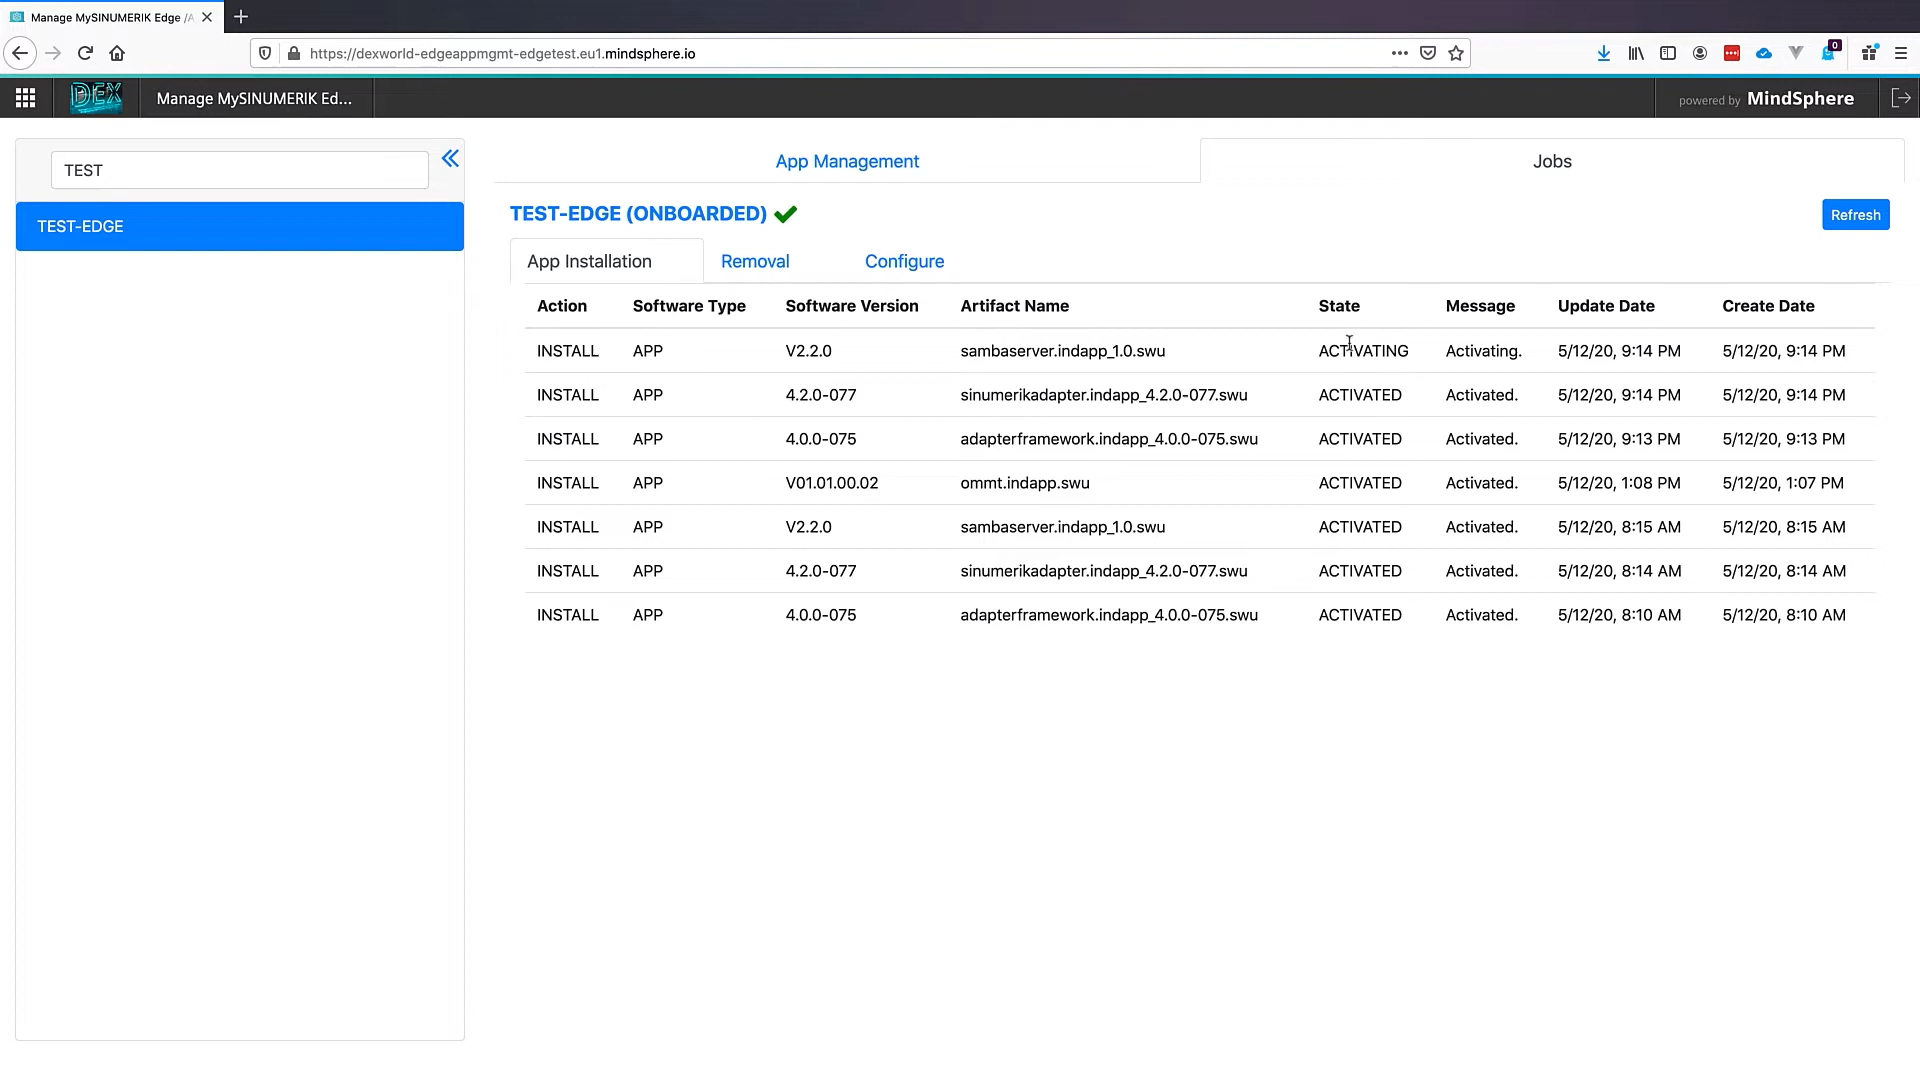 Manage MySINUMERIK Edge /A
https://dexworld-edgeappmgmt-edgetest.eu1.mindsphere.io
0
DEX
Manage MySINUMERIK Ed...
powered by MindSphere
TEST
TEST-EDGE
App Management
Jobs
TEST-EDGE (ONBOARDED)
Refresh
App Installation Removal Configure
Action Software Type Software Version Artifact Name State Message Update Date Create Date
INSTALL APP V2.2.0 sambaserver.indapp_1.0.swu ACTIVATING Activating. 5/12/20, 9:14 PM 5/12/20, 9:14 PM
INSTALL APP 4.2.0-077 sinumerikadapter.indapp_4.2.0-077.swu ACTIVATED Activated. 5/12/20, 9:14 PM 5/12/20, 9:14 PM
INSTALL APP 4.0.0-075 adapterframework.indapp_4.0.0-075.swu ACTIVATED Activated. 5/12/20, 9:13 PM 5/12/20, 9:13 PM
INSTALL APP V01.01.00.02 ommt.indapp.swu ACTIVATED Activated. 5/12/20, 1:08 PM 5/12/20, 1:07 PM
INSTALL APP V2.2.0 sambaserver.indapp_1.0.swu ACTIVATED Activated. 5/12/20, 8:15 AM 5/12/20, 8:15 AM
INSTALL APP 4.2.0-077 sinumerikadapter.indapp_4.2.0-077.swu ACTIVATED Activated. 5/12/20, 8:14 AM 5/12/20, 8:14 AM
INSTALL APP 4.0.0-075 adapterframework.indapp_4.0.0-075.swu ACTIVATED Activated. 5/12/20, 8:10 AM 5/12/20, 8:10 AM